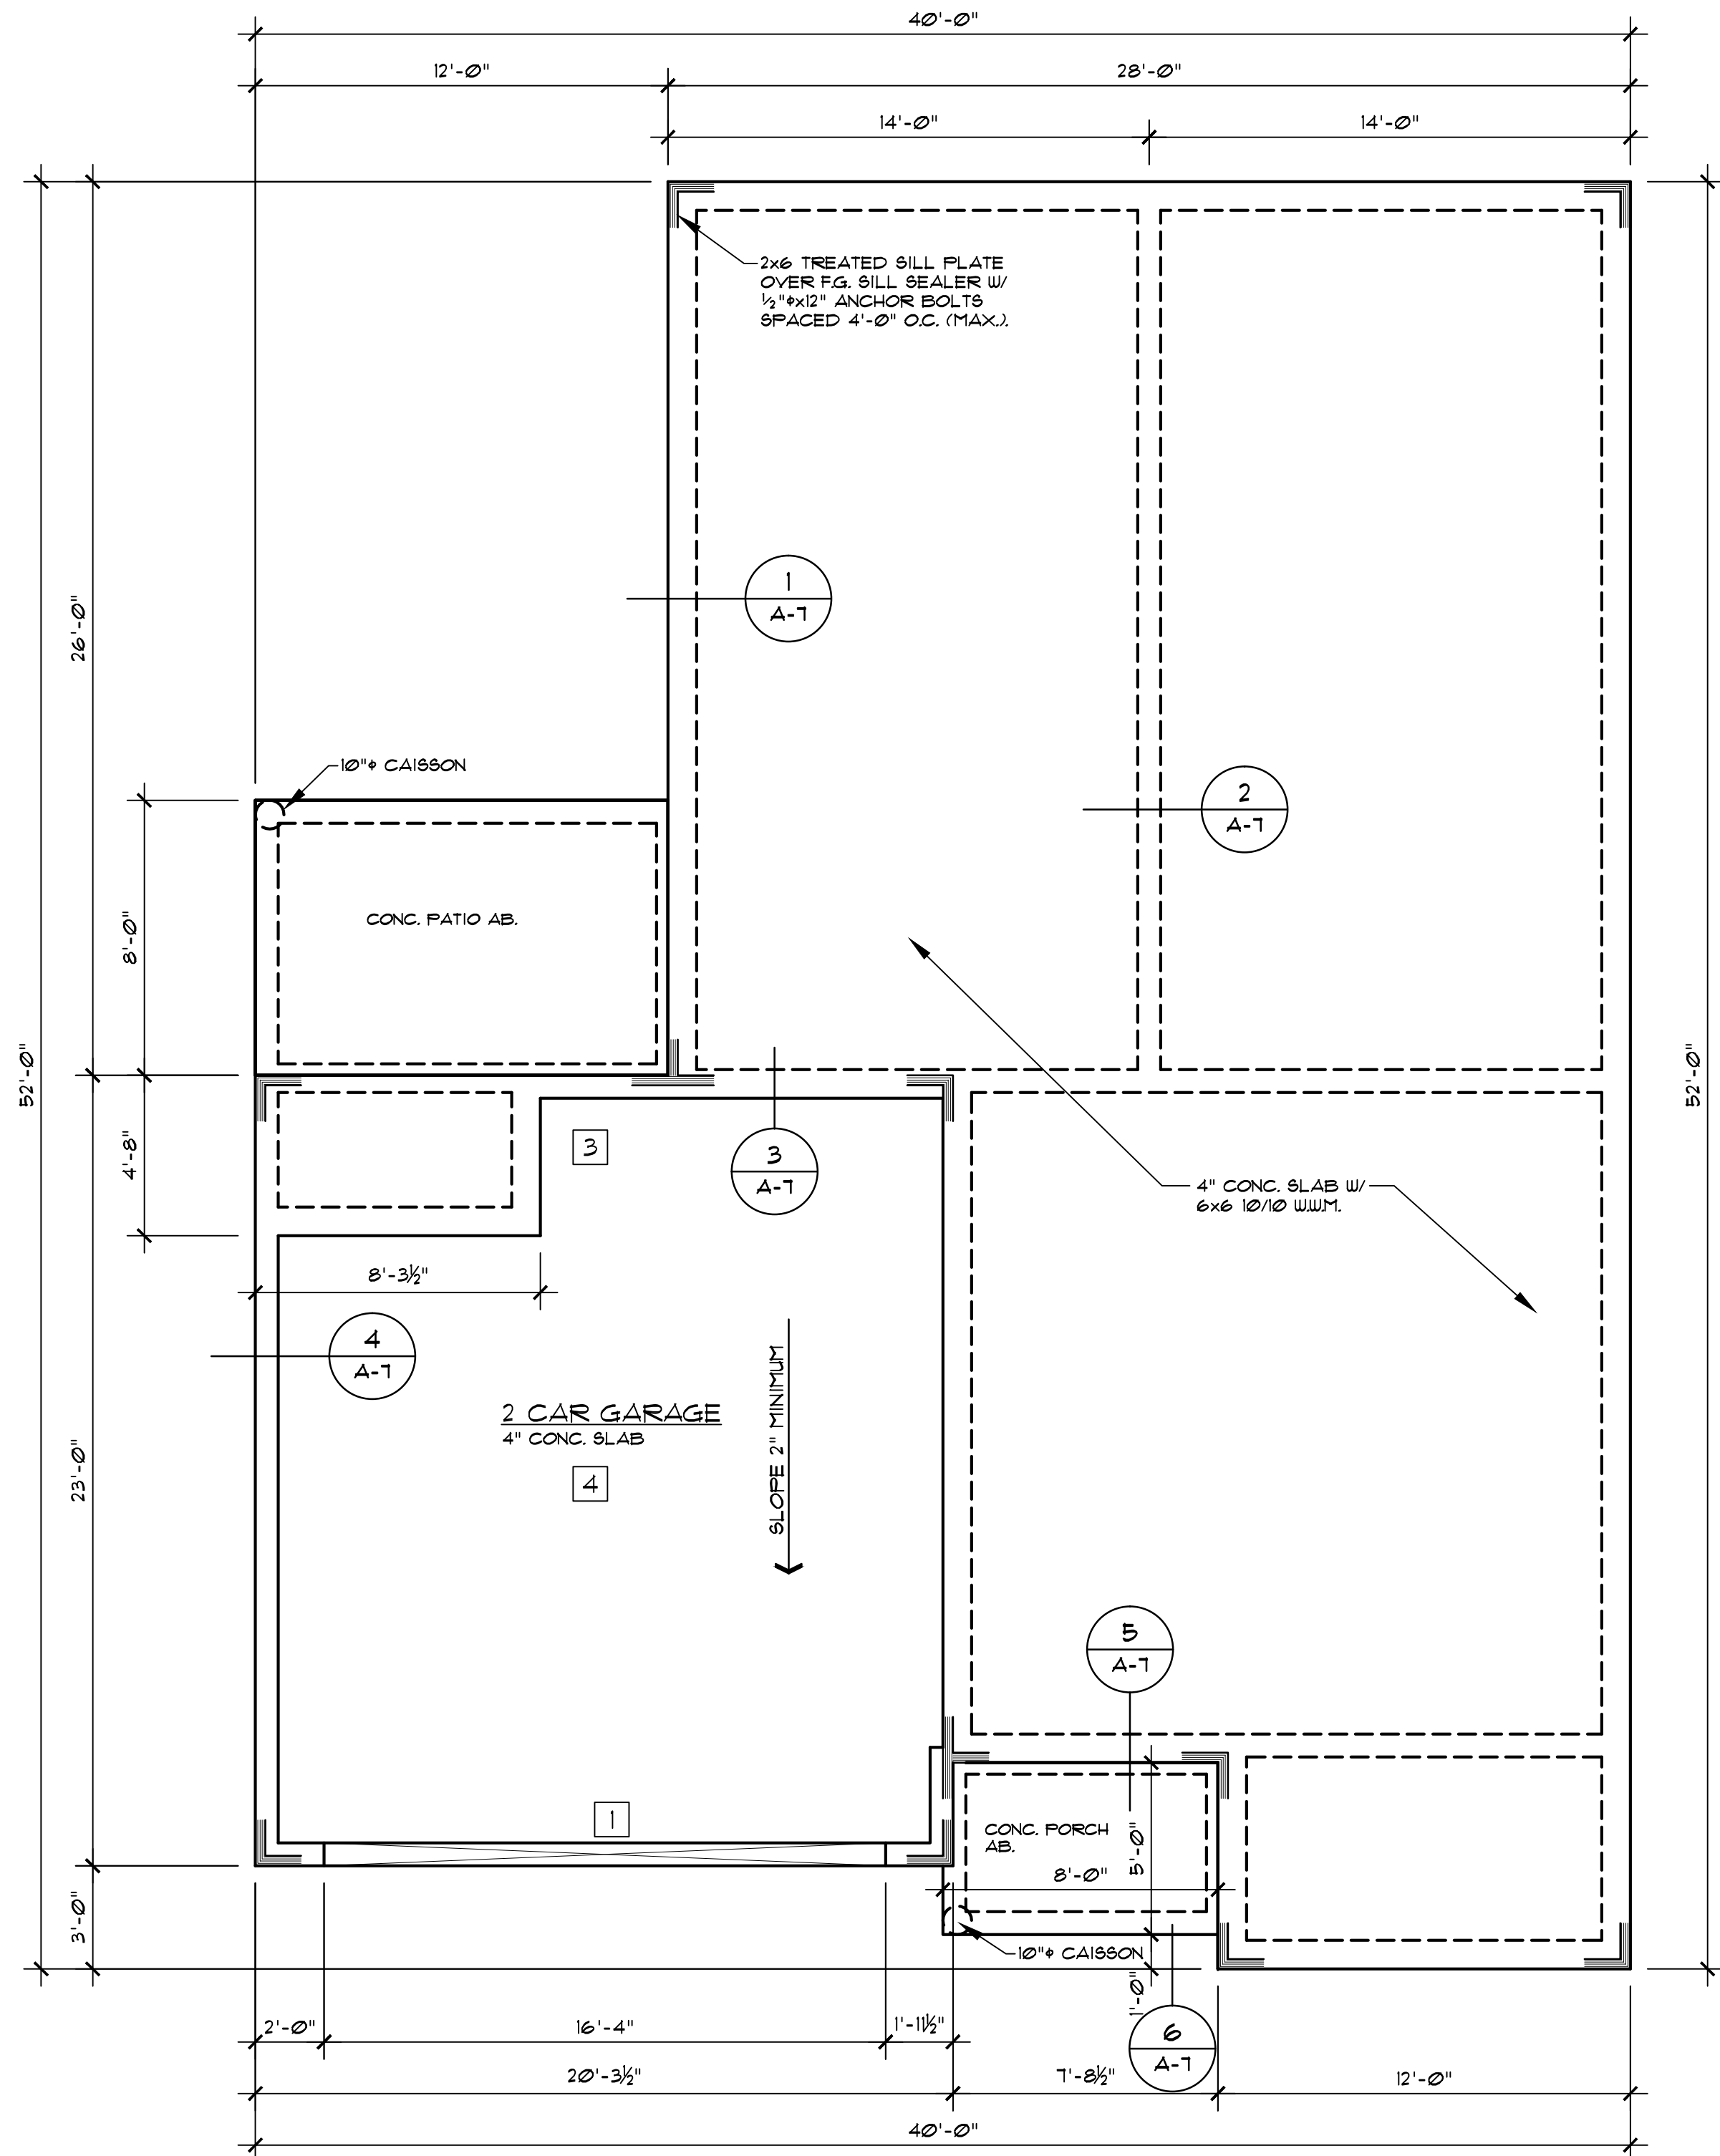 40'-0"
12'-0"
28'-0"
14'-0"
14'-0"
2x6 TREATED SILL PLATE
OVER F.G. SILL SEALER W/
½"ϕx12" ANCHOR BOLTS
SPACED 4'-0" O.C. (MAX.).
1
A-7
26'-0"
10"ϕ CAISSON
2
A-7
CONC. PATIO AB.
8'-0"
52'-0"
52'-0"
4'-8"
3
3
A-7
4" CONC. SLAB W/
6x6 10/10 W.W.M.
8'-3½"
4
A-7
2 CAR GARAGE
4" CONC. SLAB
SLOPE 2" MINIMUM
23'-0"
4
5
A-7
1
CONC. PORCH
AB.
5'-0"
8'-0"
3'-0"
10"ϕ CAISSON
1'-0"
2'-0"
16'-4"
1'-11½"
6
A-7
20'-3½"
7'-8½"
12'-0"
40'-0"